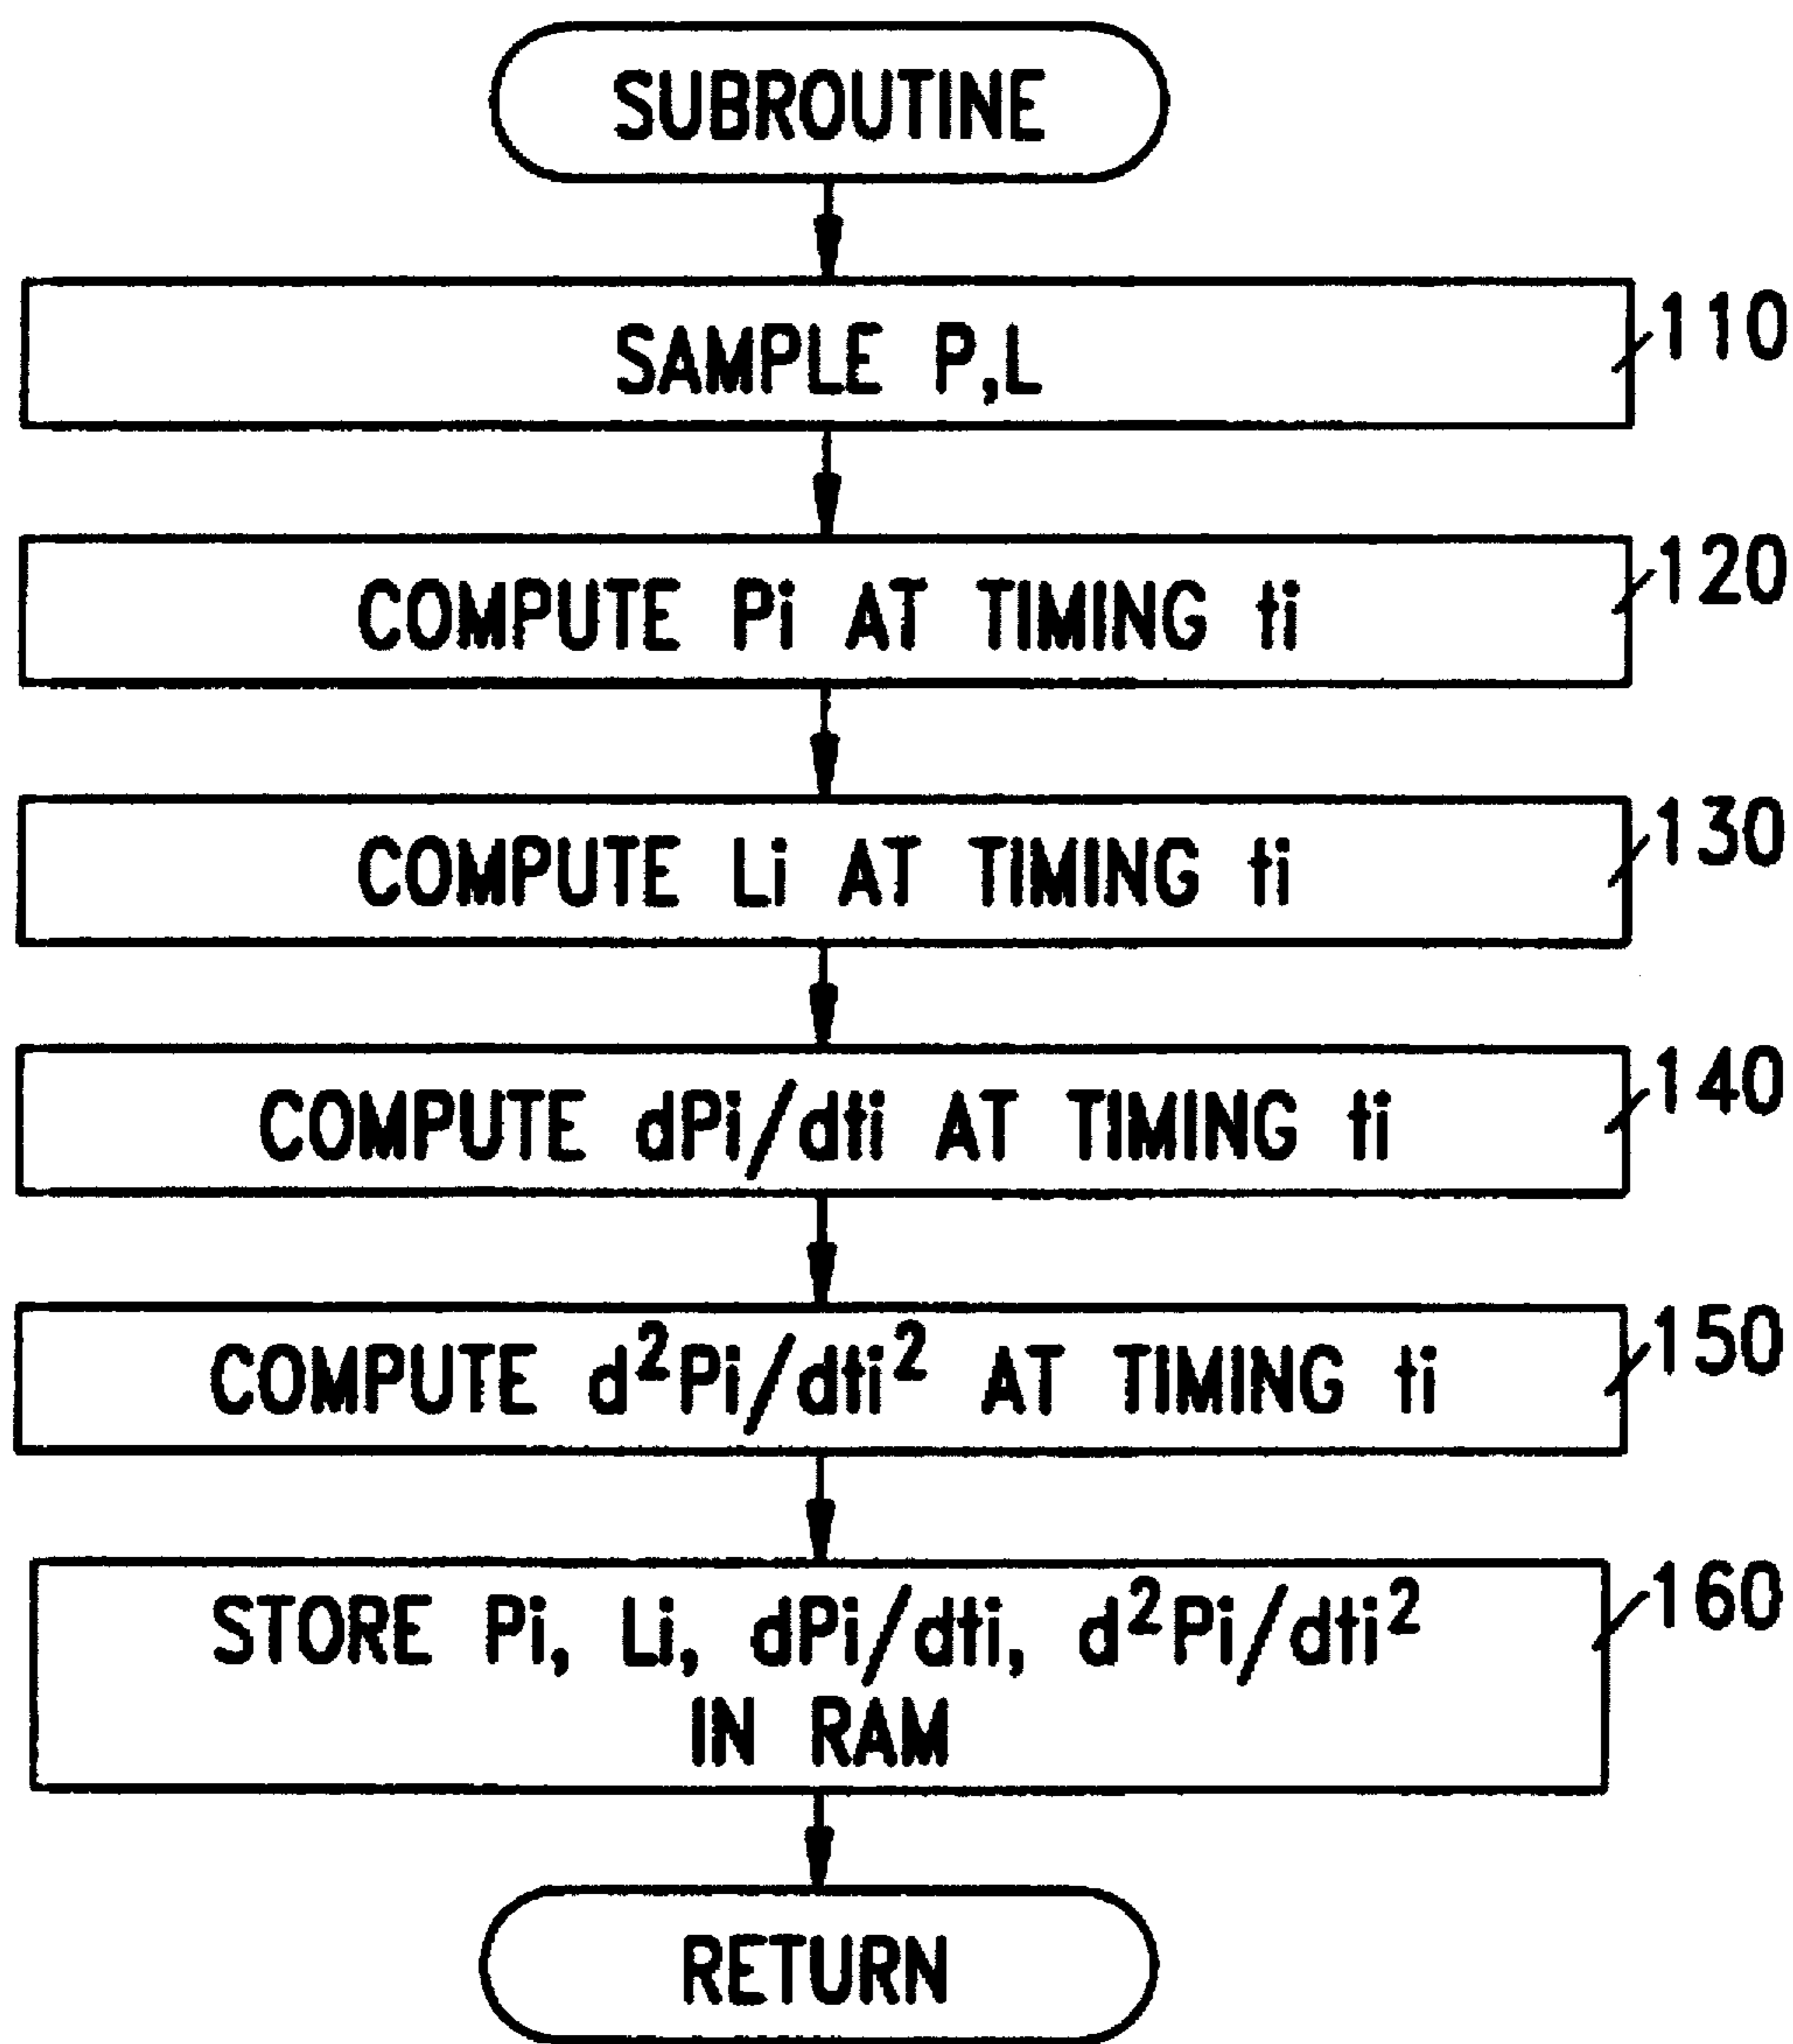 SUBROUTINE
SAMPLE P,L
110
COMPUTE Pi AT TIMING ti
120
COMPUTE Li AT TIMING ti
130
COMPUTE dPi/dti AT TIMING ti
140
COMPUTE d²Pi/dti² AT TIMING ti
150
STORE Pi, Li, dPi/dti, d²Pi/dti²
IN RAM
160
RETURN